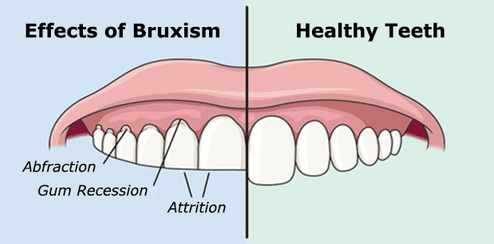 Effects of Bruxism
Healthy Teeth
Abfraction
Gum Recession
Attrition